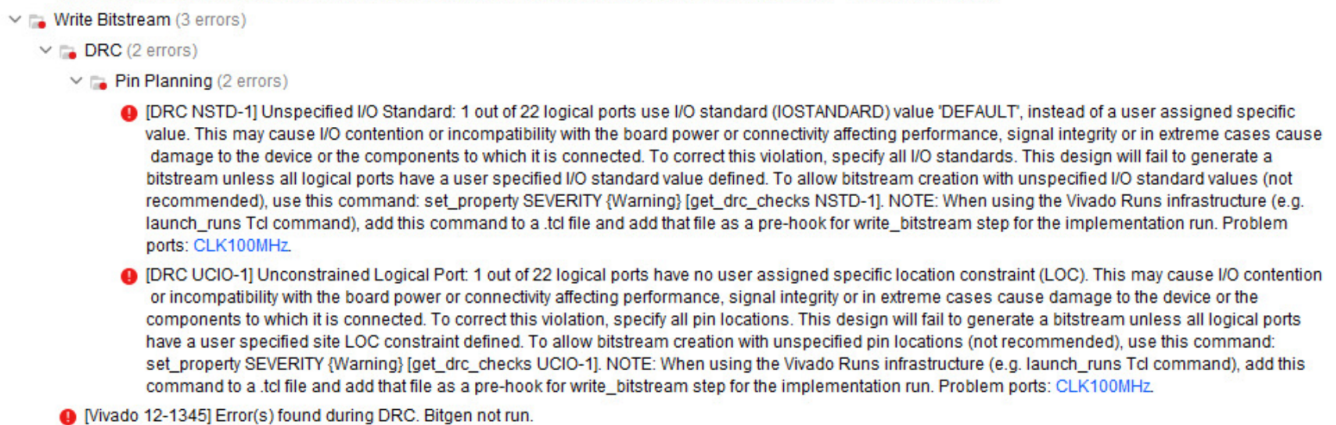 Write Bitstream (3 errors)
DRC (2 errors)
Pin Planning (2 errors)
[DRC NSTD-1] Unspecified I/O Standard: 1 out of 22 logical ports use I/O standard (IOSTANDARD) value 'DEFAULT', instead of a user assigned specific
value. This may cause I/O contention or incompatibility with the board power or connectivity affecting performance, signal integrity or in extreme cases cause
damage to the device or the components to which it is connected. To correct this violation, specify all I/O standards. This design will fail to generate a
bitstream unless all logical ports have a user specified I/O standard value defined. To allow bitstream creation with unspecified I/O standard values (not
recommended), use this command: set_property SEVERITY {Warning} [get_drc_checks NSTD-1]. NOTE: When using the Vivado Runs infrastructure (e.g.
launch_runs Tcl command), add this command to a .tcl file and add that file as a pre-hook for write_bitstream step for the implementation run. Problem
ports: CLK100MHz.
[DRC UCIO-1] Unconstrained Logical Port: 1 out of 22 logical ports have no user assigned specific location constraint (LOC). This may cause I/O contention
or incompatibility with the board power or connectivity affecting performance, signal integrity or in extreme cases cause damage to the device or the
components to which it is connected. To correct this violation, specify all pin locations. This design will fail to generate a bitstream unless all logical ports
have a user specified site LOC constraint defined. To allow bitstream creation with unspecified pin locations (not recommended), use this command:
set_property SEVERITY {Warning} [get_drc_checks UCIO-1]. NOTE: When using the Vivado Runs infrastructure (e.g. launch_runs Tcl command), add this
command to a .tcl file and add that file as a pre-hook for write_bitstream step for the implementation run. Problem ports: CLK100MHz.
[Vivado 12-1345] Error(s) found during DRC. Bitgen not run.